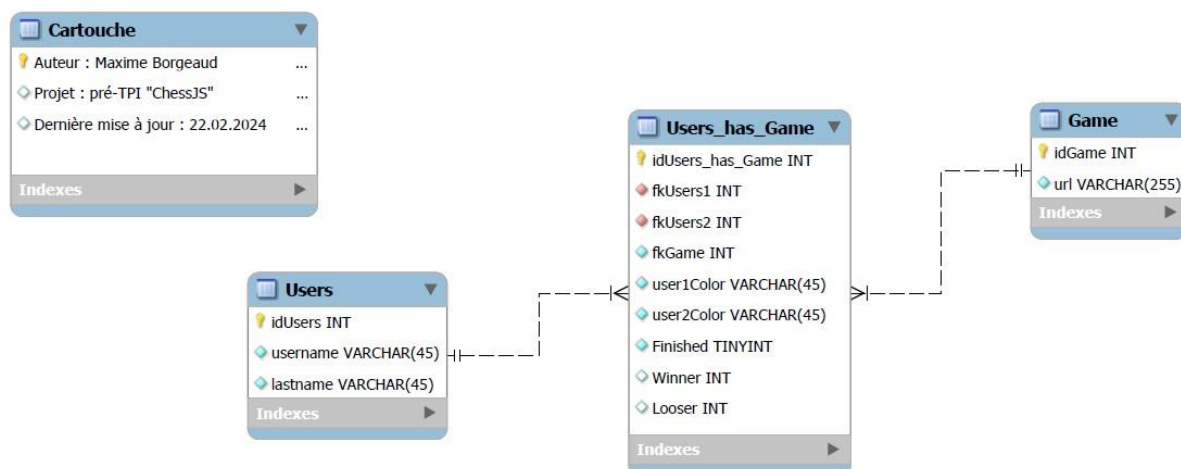 Cartouche
Auteur : Maxime Borgeaud ...
Projet : pré-TPI "ChessJS" ...
Dernière mise à jour : 22.02.2024 ...
Indexes
Users_has_Game
idUsers_has_Game INT
fkUsers1 INT
fkUsers2 INT
fkGame INT
user1Color VARCHAR(45)
user2Color VARCHAR(45)
Finished TINYINT
Winner INT
Looser INT
Indexes
Game
idGame INT
url VARCHAR(255)
Indexes
Users
idUsers INT
username VARCHAR(45)
lastname VARCHAR(45)
Indexes